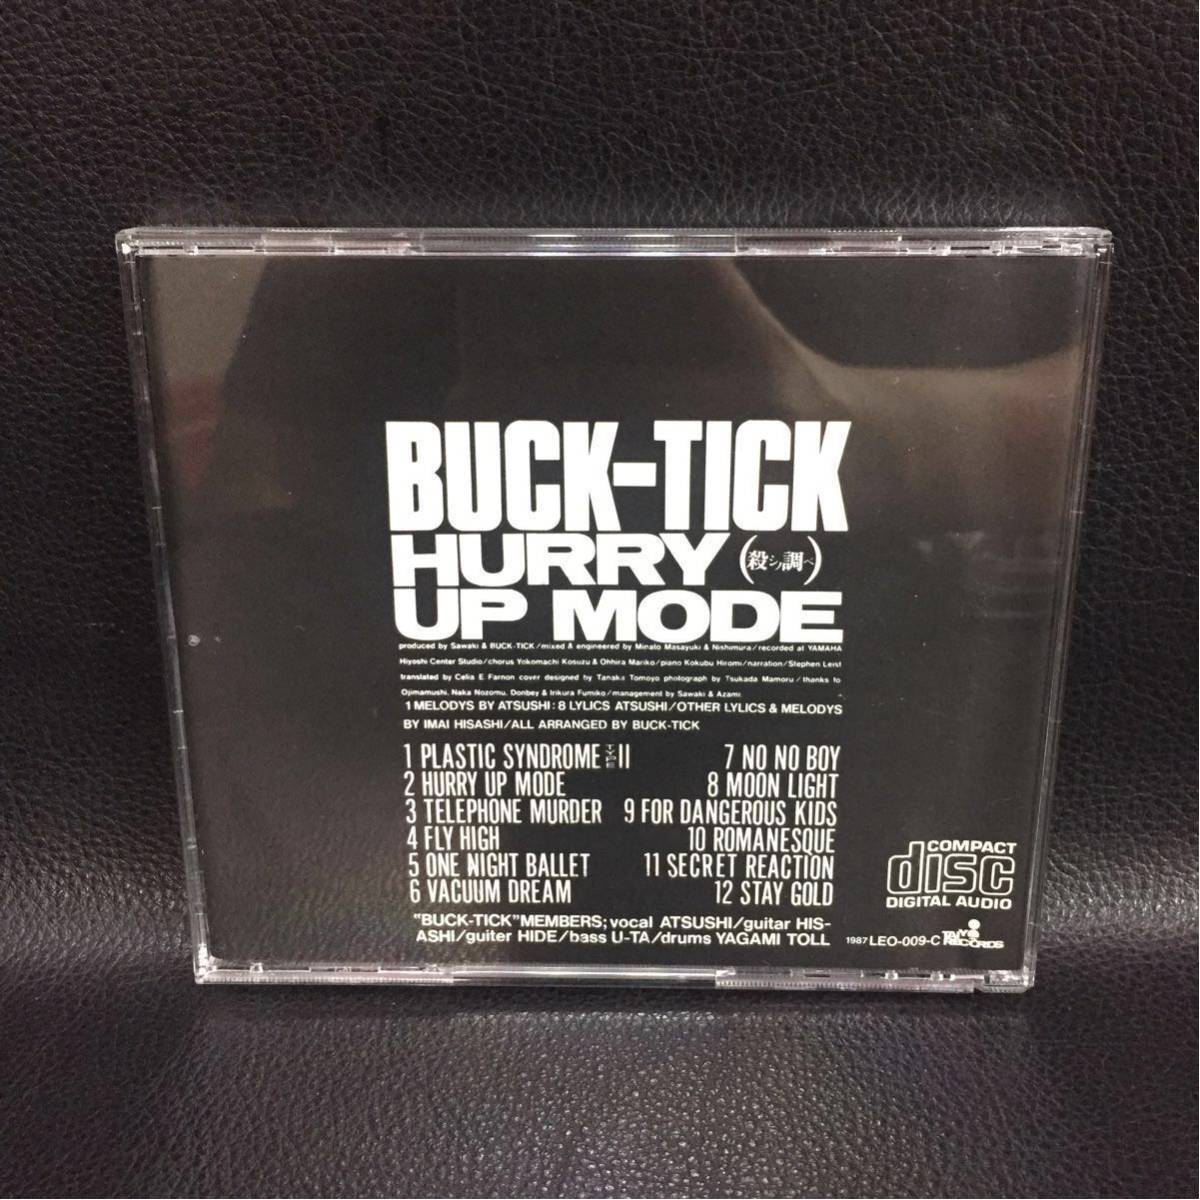 BUCK-TICK
HURRY (殺シノ調ベ)
UP MODE
produced by Sawaki & BUCK-TICK/mixed & engineered by Minato Masayuki & Nishimura/recorded at YAMAHA
Hiyoshi Center Studio/chorus Yokomachi Kosuzu & Ohhira Mariko/piano Kokubu Hiromi/narration/Stephen Leist
translated by Celia E. Farnon cover designed by Tanaka Tomoyo photograph by Tsukada Mamoru/thanks to
Ojimamushi, Naka Nozomu, Donbey & Irikura Fumiko/management by Sawaki & Azami
1 MELODYS BY ATSUSHI: 8 LYLICS ATSUSHI/OTHER LYLICS & MELODYS
BY IMAI HISASHI/ALL ARRANGED BY BUCK-TICK
1 PLASTIC SYNDROME TYPE II
2 HURRY UP MODE
3 TELEPHONE MURDER
4 FLY HIGH
5 ONE NIGHT BALLET
6 VACUUM DREAM
7 NO NO BOY
8 MOON LIGHT
9 FOR DANGEROUS KIDS
10 ROMANESQUE
11 SECRET REACTION
12 STAY GOLD
"BUCK-TICK"MEMBERS;vocal ATSUSHI/guitar HIS-
ASHI/guiter HIDE/bass U-TA/drums YAGAMI TOLL
COMPACT
disc
DIGITAL AUDIO
1987 LEO-009-C
RECORDS